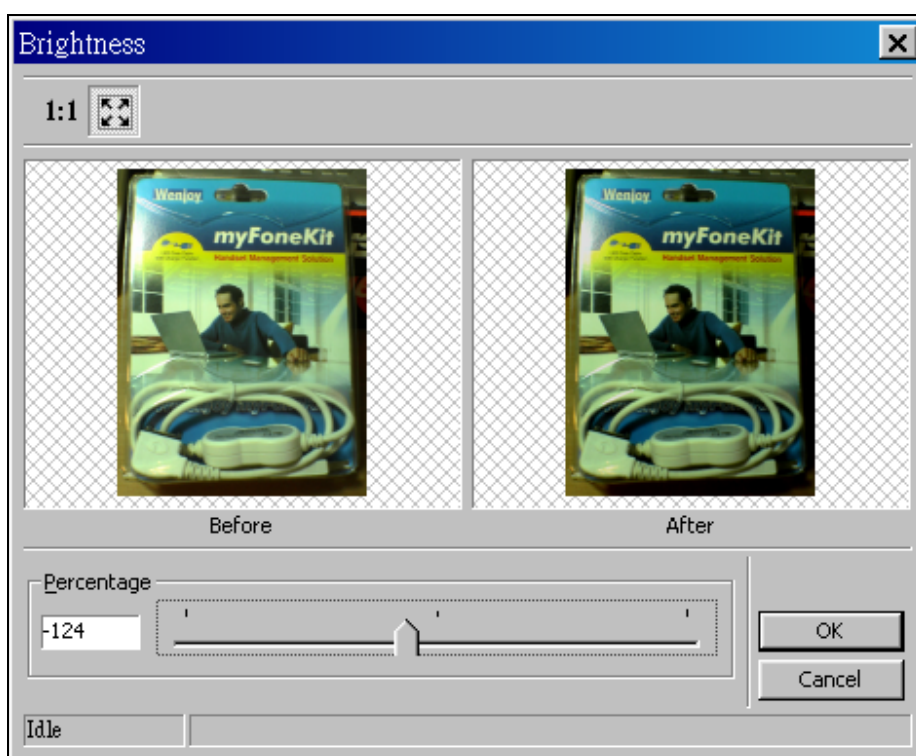 Brightness
1:1
Wenjoy
myFoneKit
Handset Management Solution
Wenjoy
myFoneKit
Handset Management Solution
Before
After
Percentage
-124
OK
Cancel
Idle